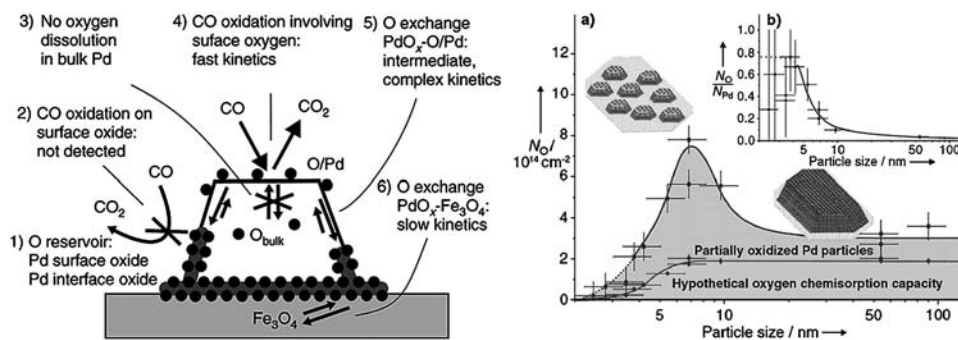 3) No oxygen
dissolution
in bulk Pd
4) CO oxidation involving
suface oxygen:
fast kinetics
5) O exchange
PdOx-O/Pd:
intermediate,
complex kinetics
2) CO oxidation on
surface oxide:
not detected
CO
CO2
CO
CO2
O/Pd
Obulk
6) O exchange
PdOx-Fe3O4:
slow kinetics
1) O reservoir:
Pd surface oxide
Pd interface oxide
Fe3O4
a)
12
10
8
6
4
2
0
NO/
10¹⁴ cm⁻²
5
10
50
100
Particle size / nm
Partially oxidized Pd particles
Hypothetical oxygen chemisorption capacity
b)
1.0
0.8
0.6
0.4
0.2
0.0
NO
NPd
5
10
50 100
Particle size / nm